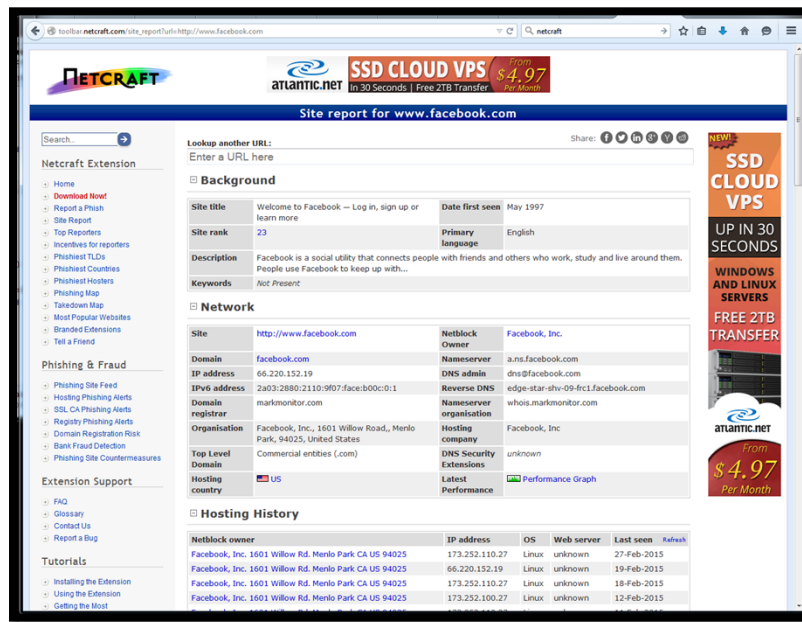 toolbar.netcraft.com/site_report?url=http://www.facebook.com
netcraft
NETCRAFT
atlantic.net
SSD CLOUD VPS
In 30 Seconds | Free 2TB Transfer
From
$4.97
Per Month
Site report for www.facebook.com
Search..
Netcraft Extension
Home
Download Now!
Report a Phish
Site Report
Top Reporters
Incentives for reporters
Phishiest TLDs
Phishiest Countries
Phishiest Hosters
Phishing Map
Takedown Map
Most Popular Websites
Branded Extensions
Tell a Friend
Phishing & Fraud
Phishing Site Feed
Hosting Phishing Alerts
SSL CA Phishing Alerts
Registry Phishing Alerts
Domain Registration Risk
Bank Fraud Detection
Phishing Site Countermeasures
Extension Support
FAQ
Glossary
Contact Us
Report a Bug
Tutorials
Installing the Extension
Using the Extension
Getting the Most
Lookup another URL:
Share:
Enter a URL here
Background
Site title Welcome to Facebook — Log in, sign up or learn more Date first seen May 1997
Site rank 23 Primary language English
Description Facebook is a social utility that connects people with friends and others who work, study and live around them.
People use Facebook to keep up with...
Keywords Not Present
Network
Site http://www.facebook.com Netblock Owner Facebook, Inc.
Domain facebook.com Nameserver a.ns.facebook.com
IP address 66.220.152.19 DNS admin dns@facebook.com
IPv6 address 2a03:2880:2110:9f07:face:b00c:0:1 Reverse DNS edge-star-shv-09-frc1.facebook.com
Domain registrar markmonitor.com Nameserver organisation whois.markmonitor.com
Organisation Facebook, Inc., 1601 Willow Road,, Menlo Park, 94025, United States Hosting company Facebook, Inc
Top Level Domain Commercial entities (.com) DNS Security Extensions unknown
Hosting country US Latest Performance Performance Graph
Hosting History
Netblock owner IP address OS Web server Last seen Refresh
Facebook, Inc. 1601 Willow Rd. Menlo Park CA US 94025 173.252.110.27 Linux unknown 27-Feb-2015
Facebook, Inc. 1601 Willow Rd. Menlo Park CA US 94025 66.220.152.19 Linux unknown 19-Feb-2015
Facebook, Inc. 1601 Willow Rd. Menlo Park CA US 94025 173.252.110.27 Linux unknown 18-Feb-2015
Facebook, Inc. 1601 Willow Rd. Menlo Park CA US 94025 173.252.100.27 Linux unknown 12-Feb-2015
NEW!
SSD
CLOUD
VPS
UP IN 30
SECONDS
WINDOWS
AND LINUX
SERVERS
FREE 2TB
TRANSFER
atlantic.net
From
$4.97
Per Month